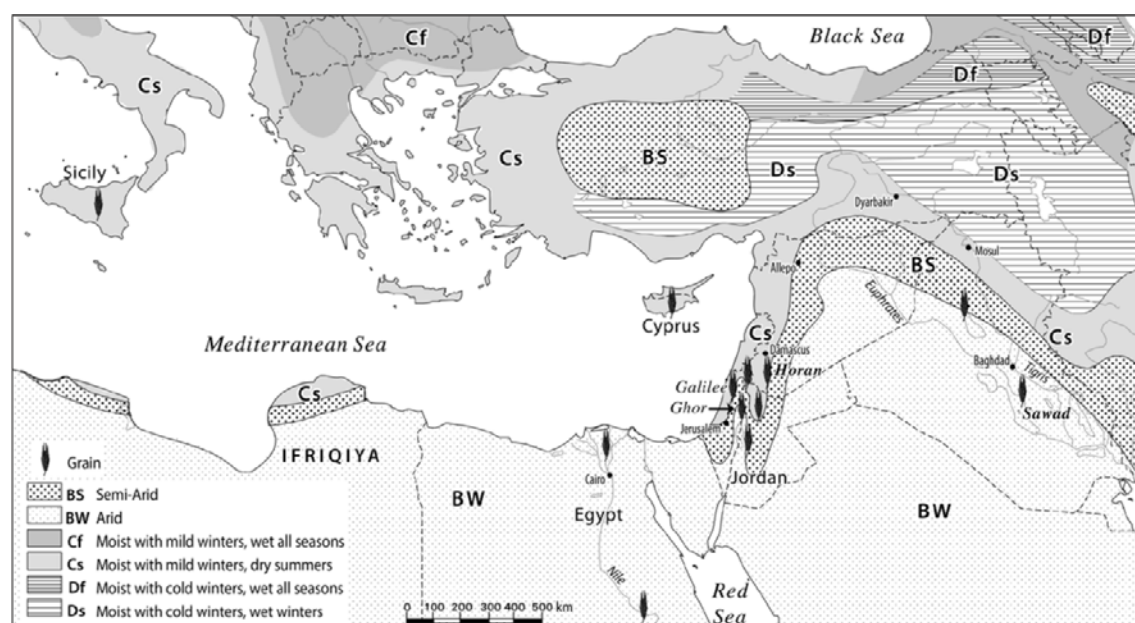 Black Sea
Cf
Df
Df
Cs
Cs
BS
Ds
Ds
Sicily
Dyarbakir
Mosul
Allepo
BS
Euphrates
Cyprus
Mediterranean Sea
Cs
Damascus
Horan
Galilee
Ghor
Jerusalem
Jordan
Cs
Baghdad
Tigris
Sawad
Cs
IFRIQIYA
BW
Cairo
Egypt
Nile
BW
Red
Sea
Grain
BS Semi-Arid
BW Arid
Cf Moist with mild winters, wet all seasons
Cs Moist with mild winters, dry summers
Df Moist with cold winters, wet all seasons
Ds Moist with cold winters, wet winters
0 100 200 300 400 500 km